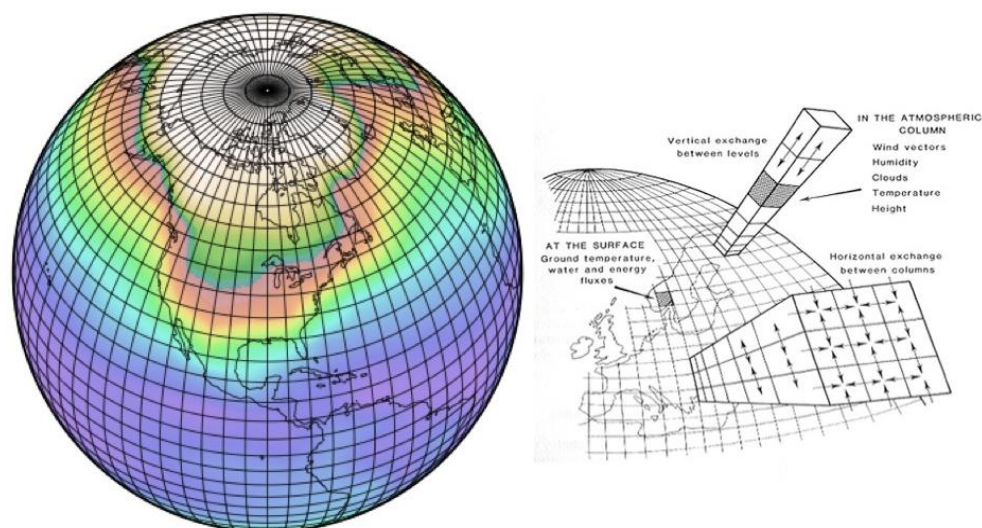 Vertical exchange
between levels
IN THE ATMOSPHERIC
COLUMN
Wind vectors
Humidity
Clouds
Temperature
Height
AT THE SURFACE
Ground temperature,
water and energy
fluxes
Horizontal exchange
between columns